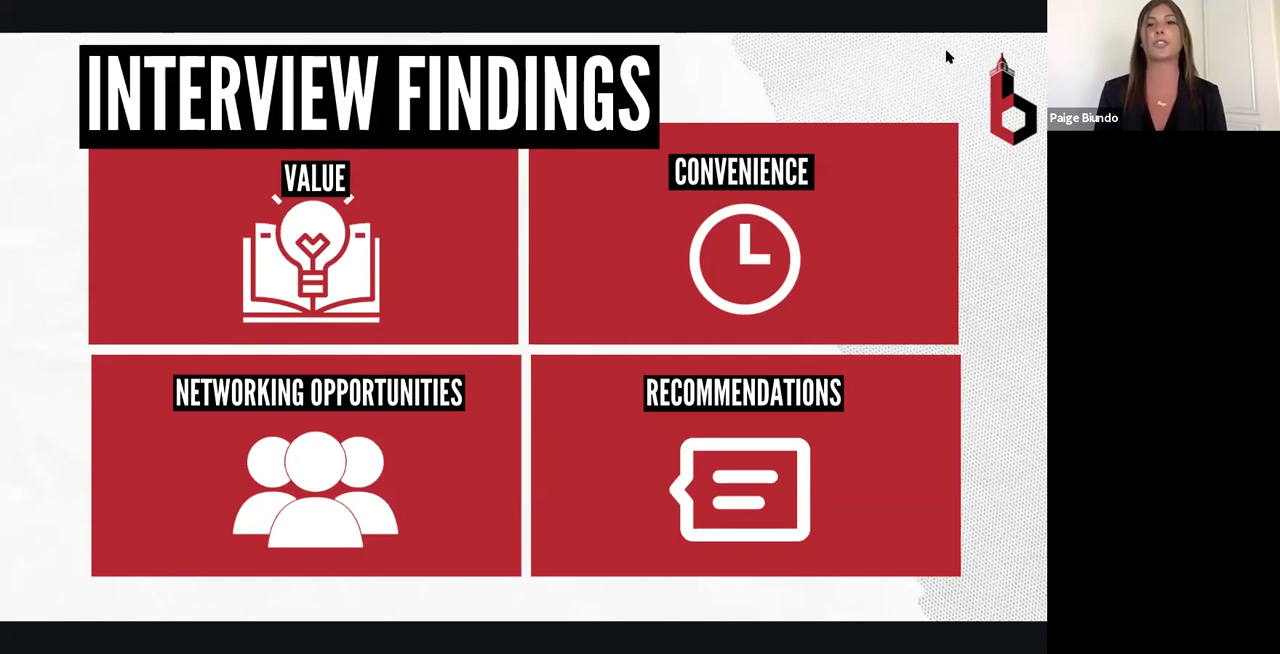 INTERVIEW FINDINGS
VALUE
CONVENIENCE
NETWORKING OPPORTUNITIES
RECOMMENDATIONS
Paige Biundo